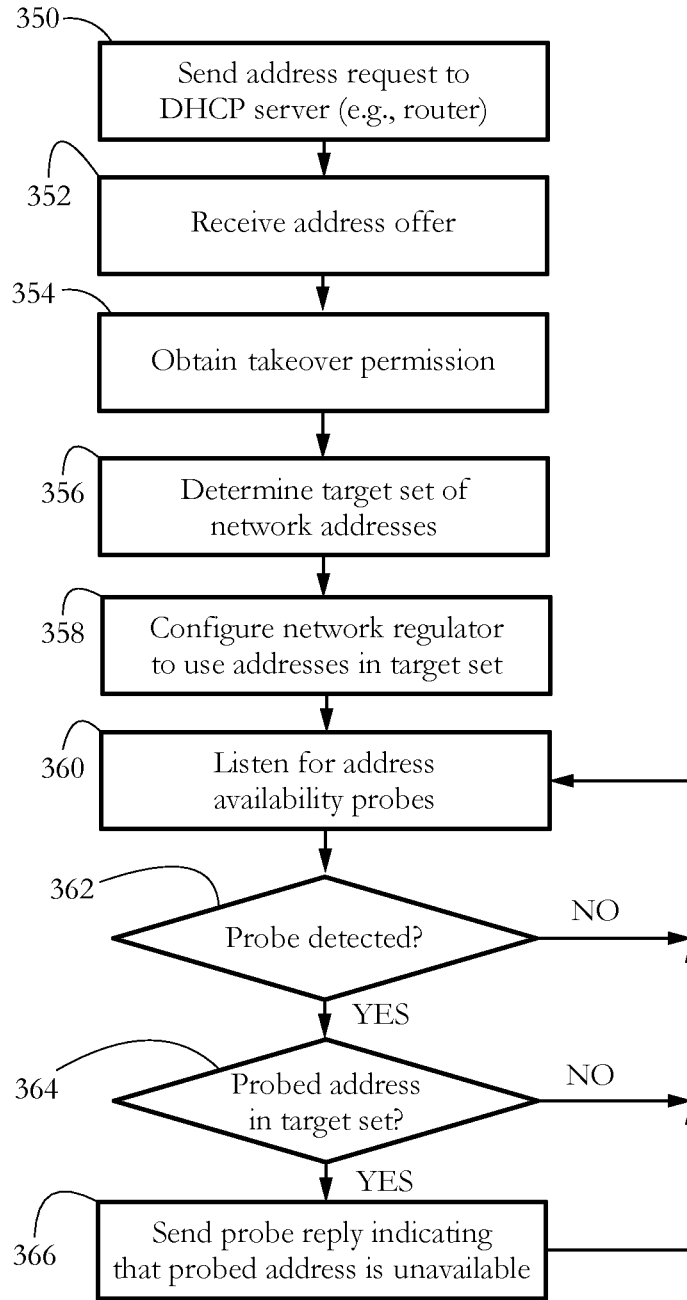 350
Send address request to
DHCP server (e.g., router)
352
Receive address offer
354
Obtain takeover permission
356
Determine target set of
network addresses
358
Configure network regulator
to use addresses in target set
360
Listen for address
availability probes
362
Probe detected?
NO
YES
364
Probed address
in target set?
NO
YES
366
Send probe reply indicating
that probed address is unavailable